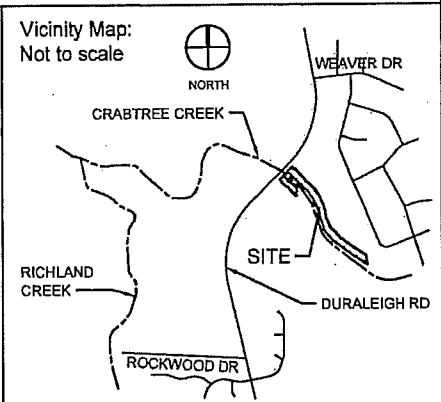 Vicinity Map:
Not to scale
NORTH
WEAVER DR
CRABTREE CREEK
SITE
RICHLAND
CREEK
DURALEIGH RD
ROCKWOOD DR